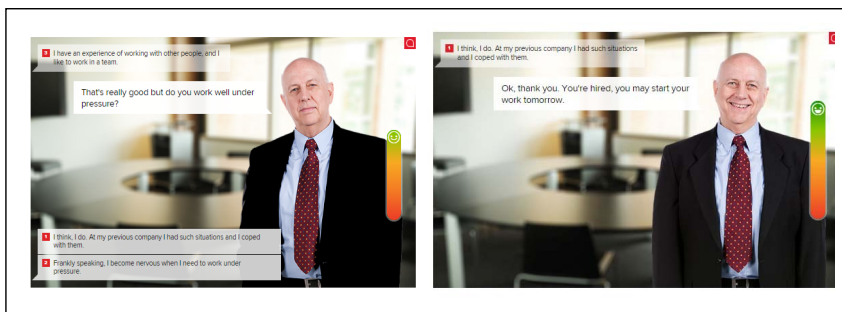 3 I have an experience of working with other people, and I
like to work in a team.
That's really good but do you work well under
pressure?
1 I think, I do. At my previous company I had such situations and I coped
with them.
2 Frankly speaking, I become nervous when I need to work under
pressure.
1 I think, I do. At my previous company I had such situations
and I coped with them.
Ok, thank you. You're hired, you may start your
work tomorrow.